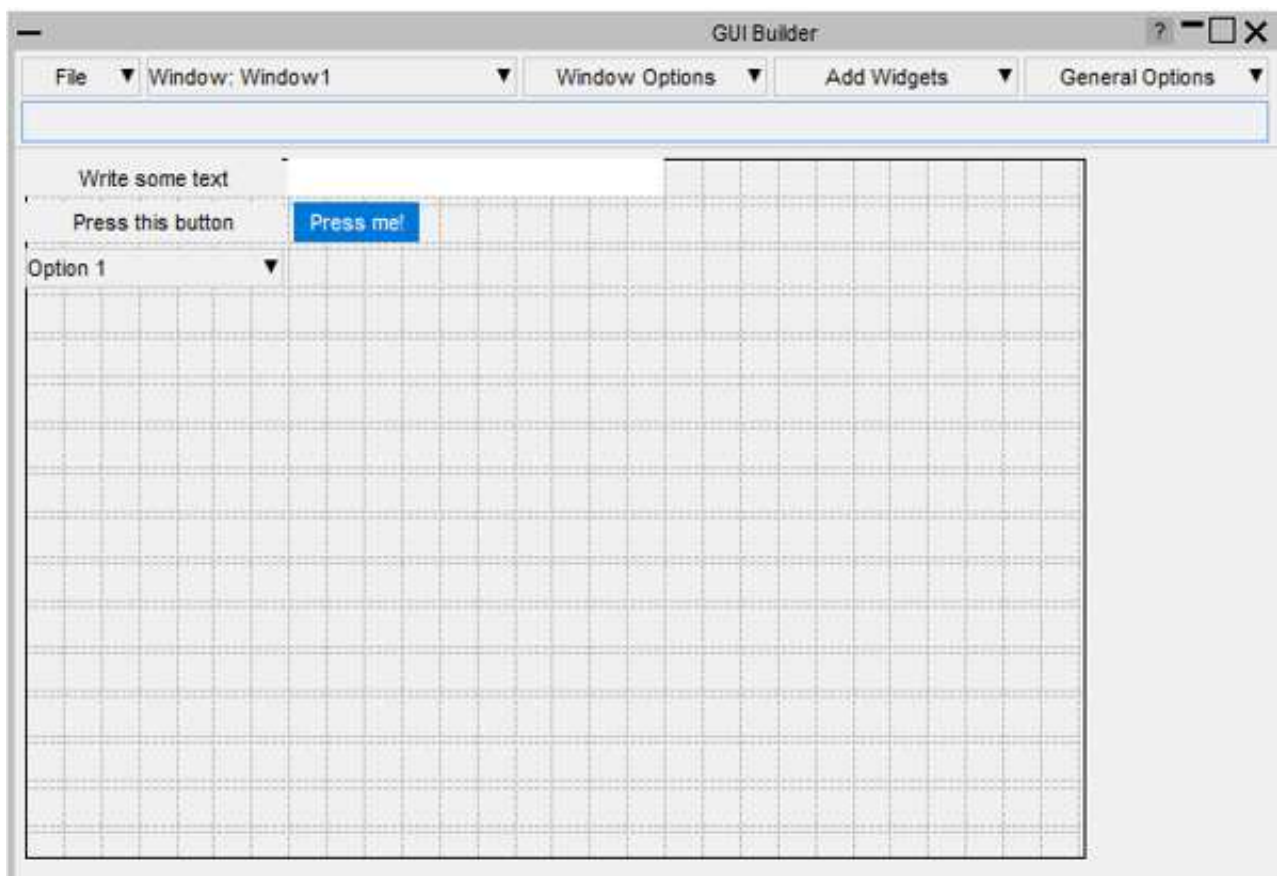 GUI Builder ?
File Window: Window1 Window Options Add Widgets General Options
Write some text
Press this button Press me!
Option 1